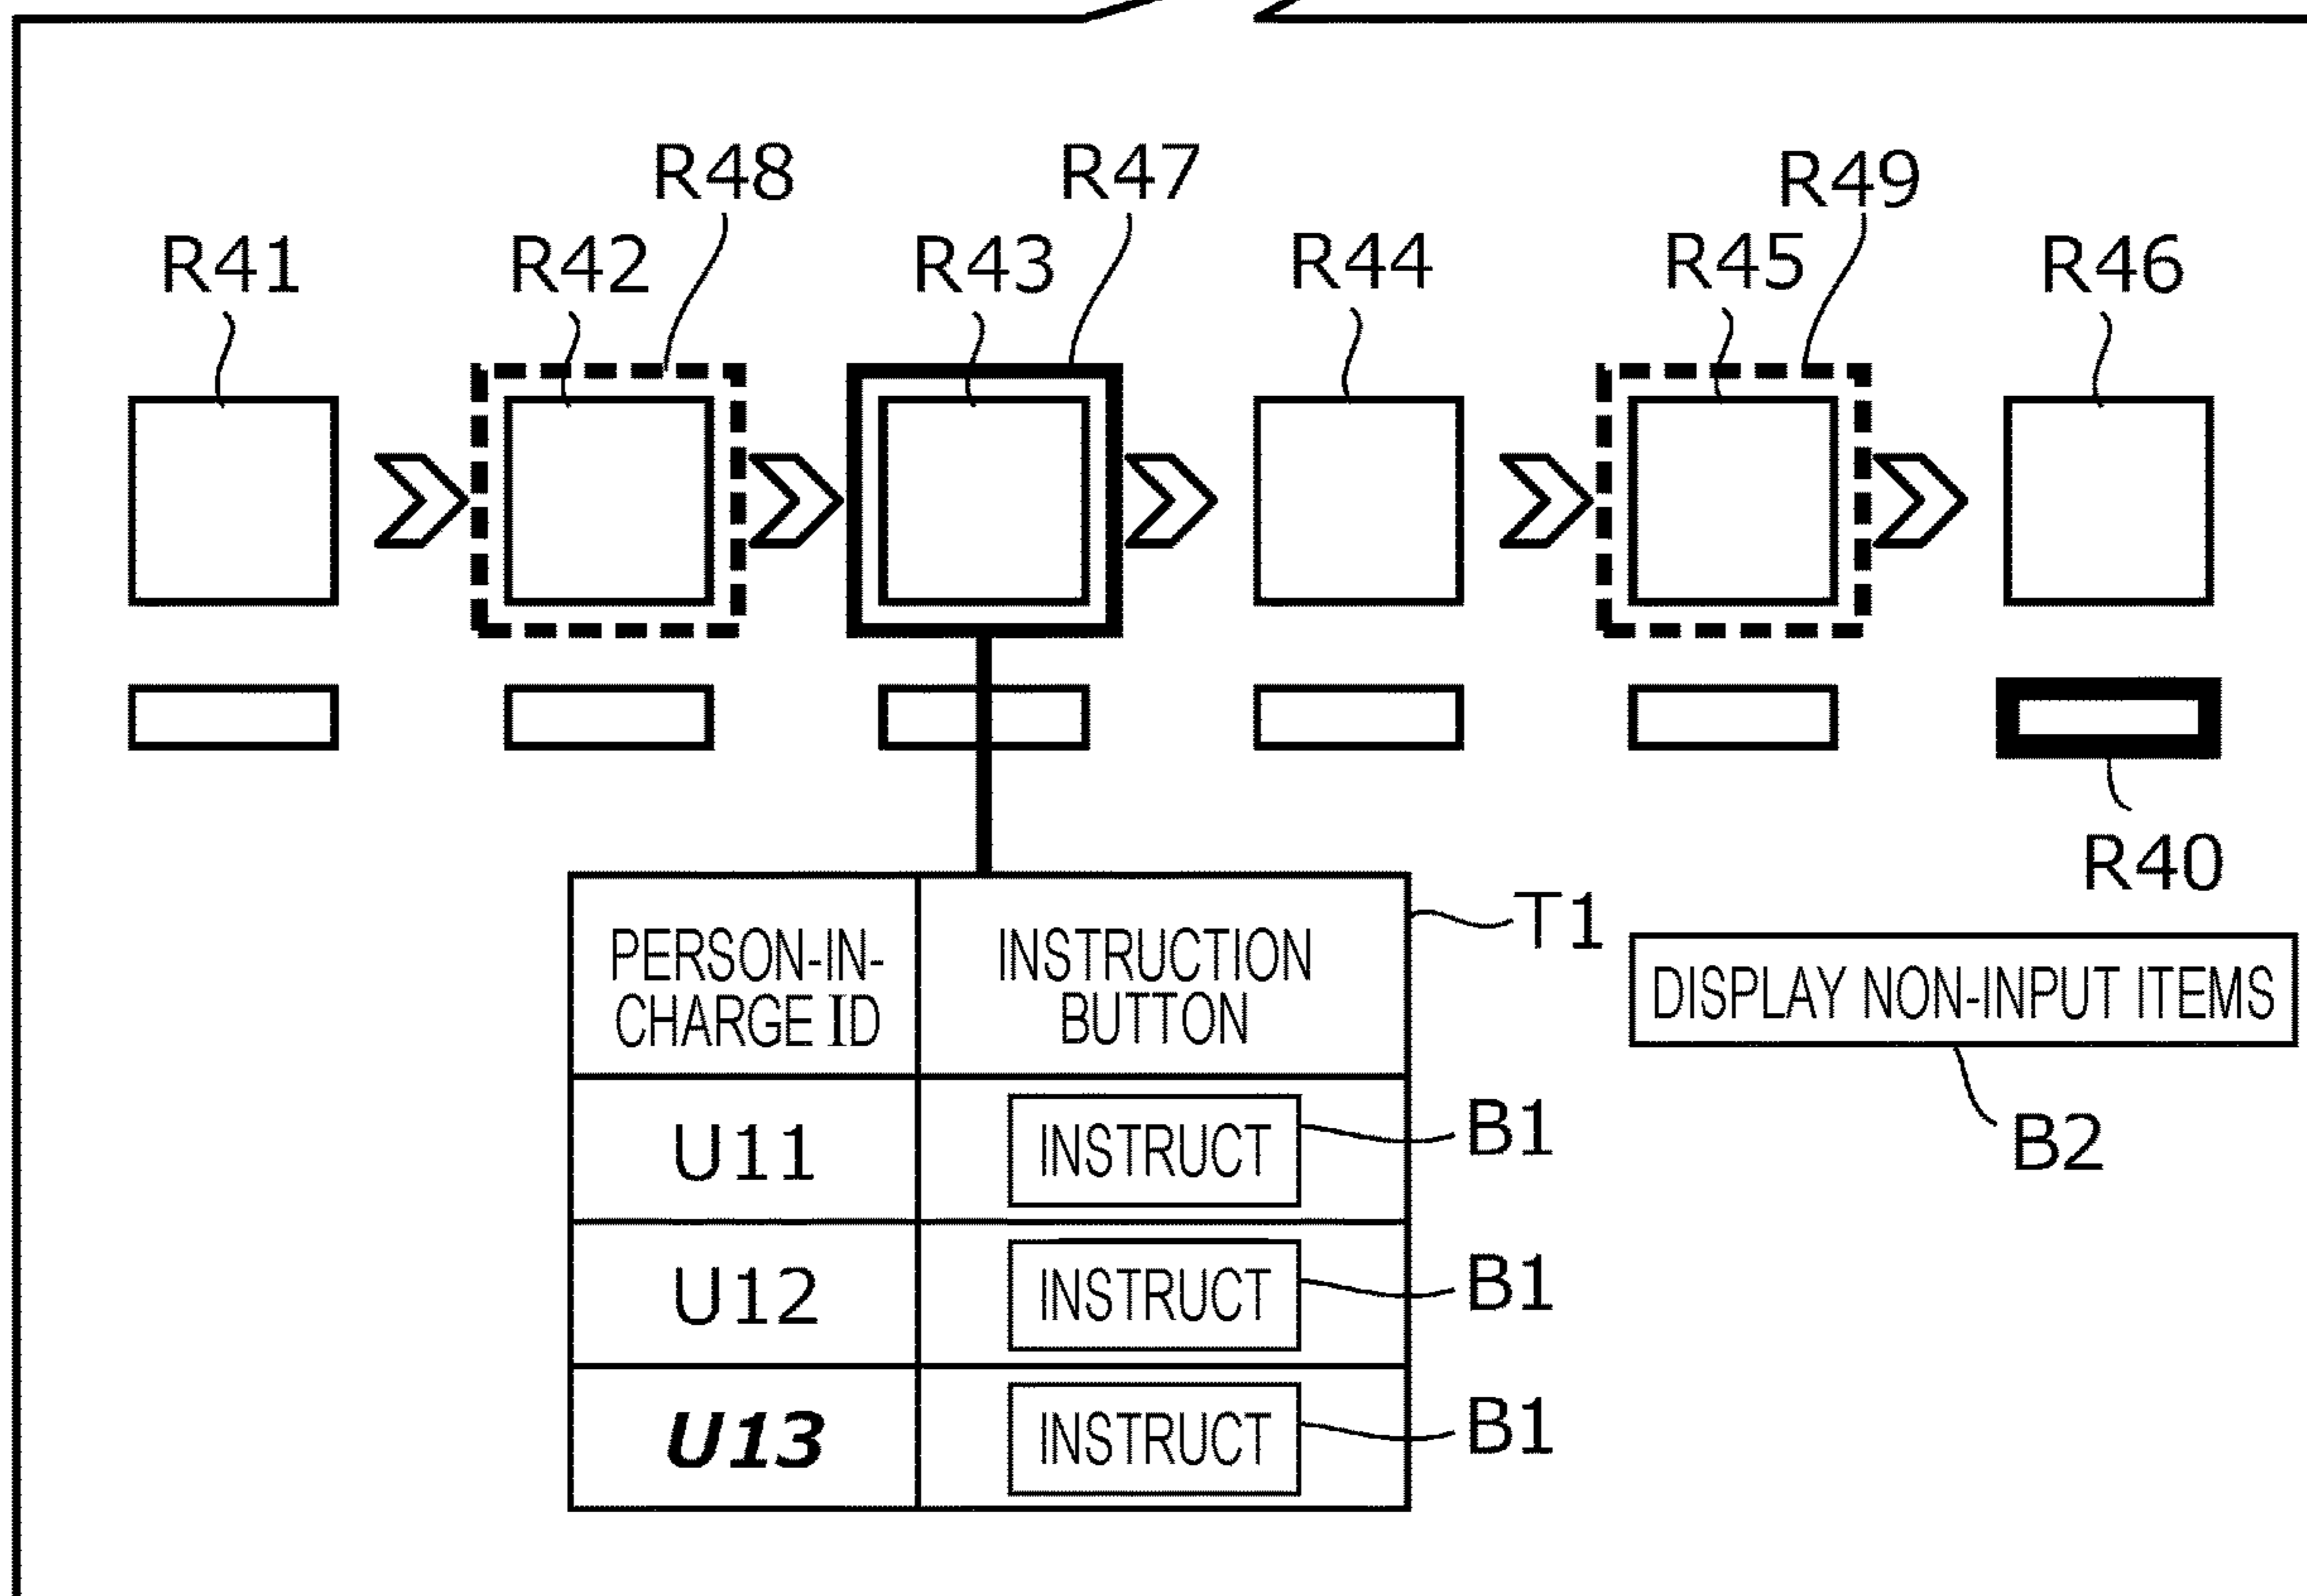 R48 R47 R49
R41 R42 R43 R44 R45 R46
R40
T1
PERSON-IN-
CHARGE ID
INSTRUCTION
BUTTON
DISPLAY NON-INPUT ITEMS
B2
U11 INSTRUCT B1
U12 INSTRUCT B1
U13 INSTRUCT B1